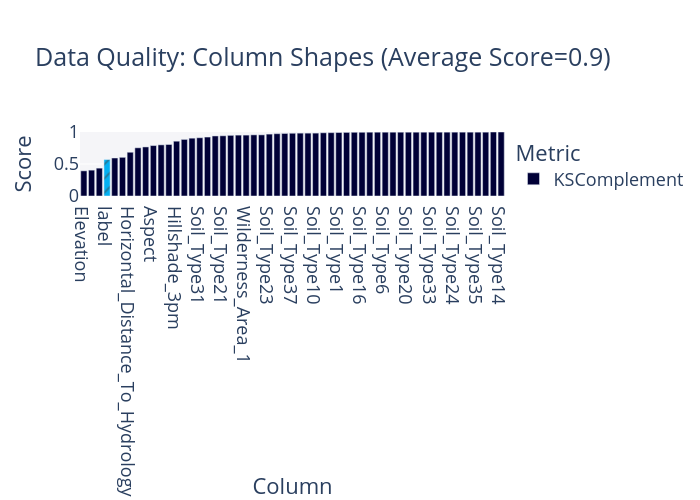 Data Quality: Column Shapes (Average Score=0.9)
1
0.5
0
Score
Metric
KSComplement
Elevation
label
Horizontal_Distance_To_Hydrology
Aspect
Hillshade_3pm
Soil_Type31
Soil_Type21
Wilderness_Area_1
Soil_Type23
Soil_Type37
Soil_Type10
Soil_Type1
Soil_Type16
Soil_Type6
Soil_Type20
Soil_Type33
Soil_Type24
Soil_Type35
Soil_Type14
Column